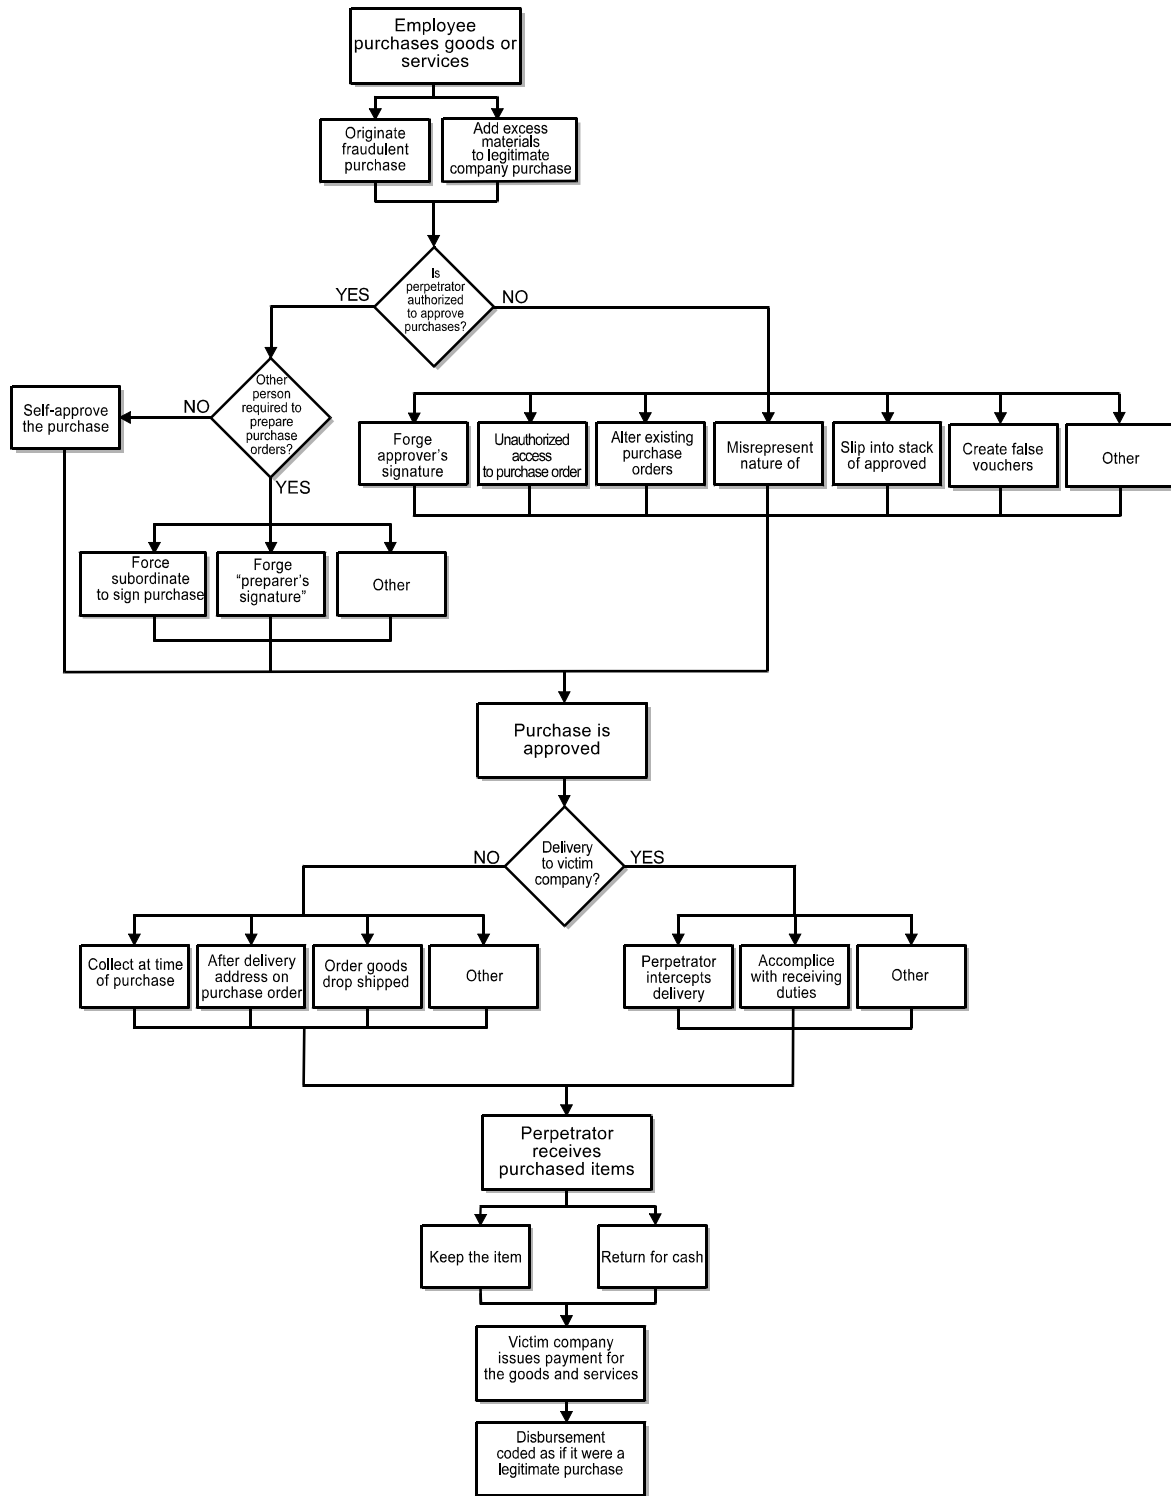 Employee
purchases goods or
services
Originate
fraudulent
purchase
Add excess
materials
to legitimate
company purchase
Is
perpetrator
authorized
to approve
purchases?
YES
NO
Other
person
required to
prepare
purchase
orders?
NO
YES
Self-approve
the purchase
Forge
approver's
signature
Unauthorized
access
to purchase order
Alter existing
purchase
orders
Misrepresent
nature of
Slip into stack
of approved
Create false
vouchers
Other
Force
subordinate
to sign purchase
Forge
“preparer’s
signature”
Other
Purchase is
approved
Delivery
to victim
company?
NO
YES
Collect at time
of purchase
After delivery
address on
purchase order
Order goods
drop shipped
Other
Perpetrator
intercepts
delivery
Accomplice
with receiving
duties
Other
Perpetrator
receives
purchased items
Keep the item
Return for cash
Victim company
issues payment for
the goods and services
Disbursement
coded as if it were a
legitimate purchase